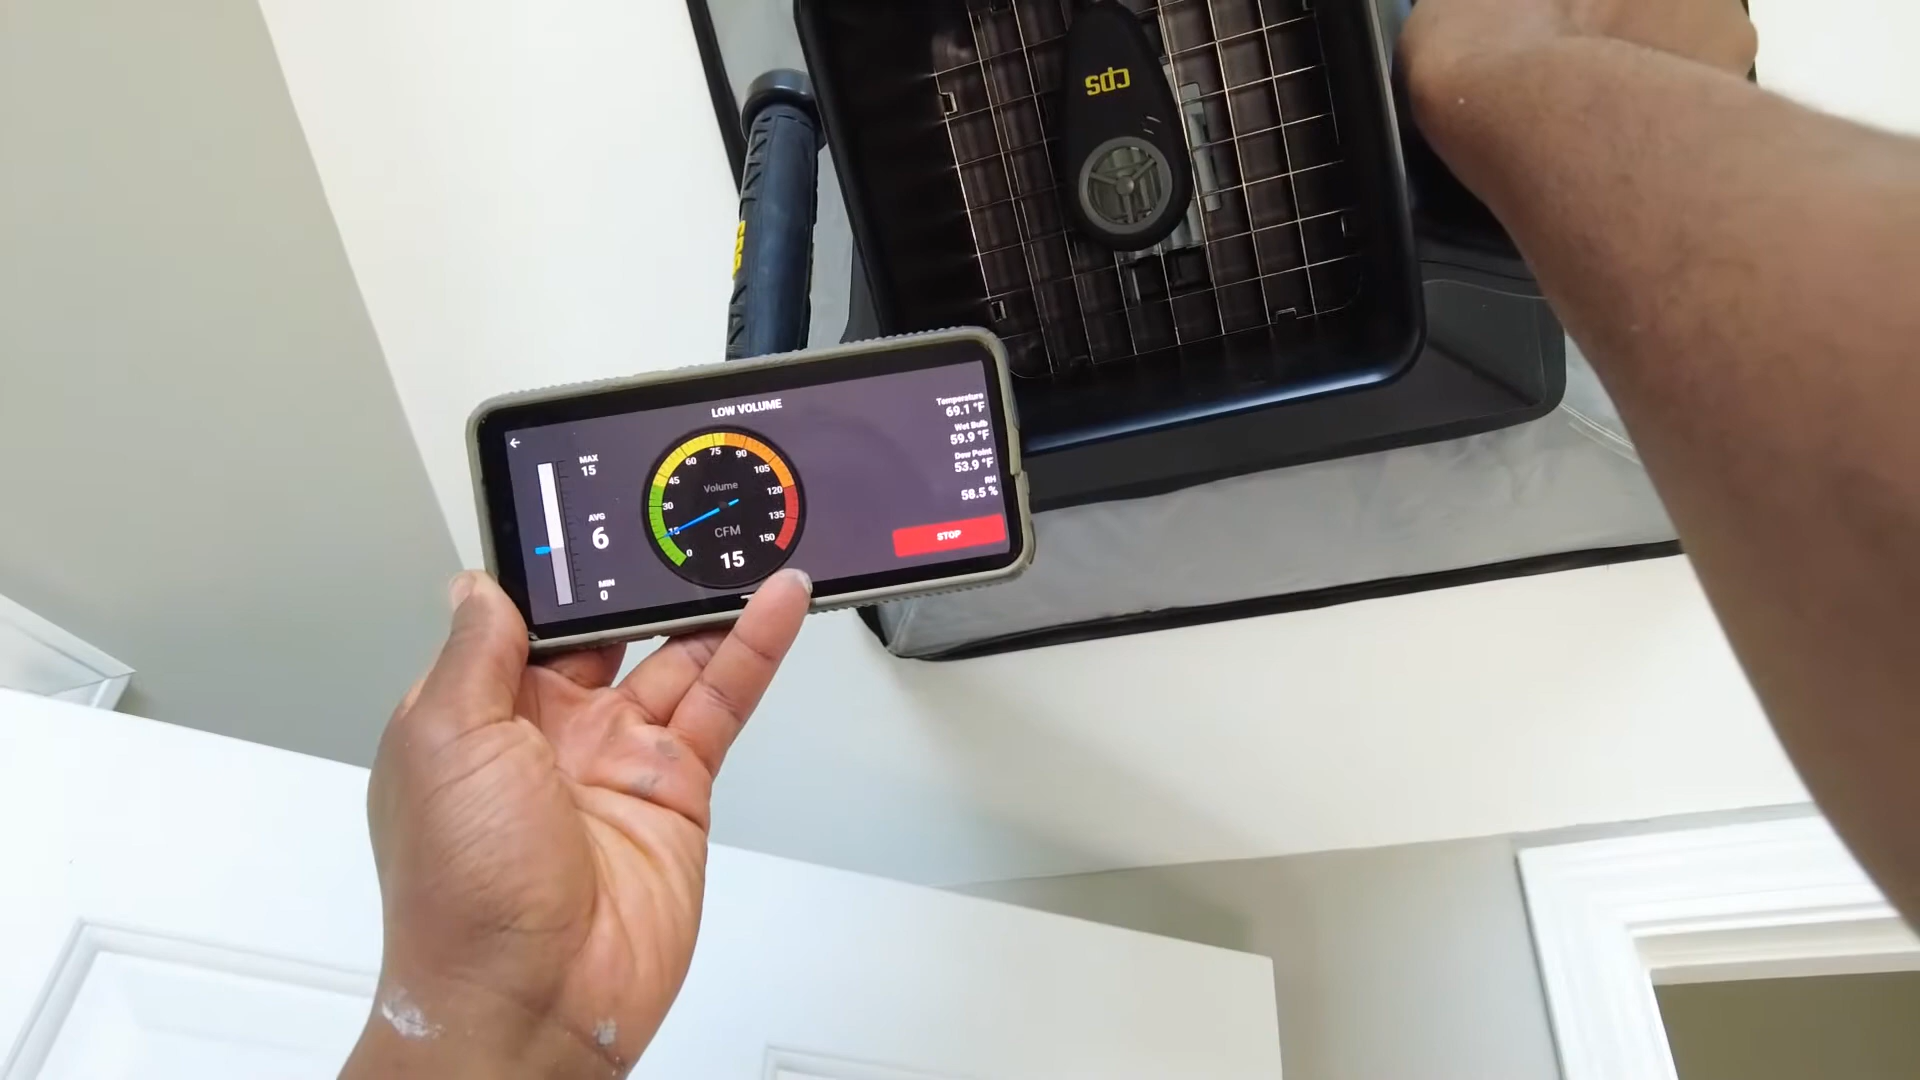 cps
CPS
LOW VOLUME
MAX
15
AVG
6
MIN
0
Volume
CFM
15
0
15
30
45
60
75
90
105
120
135
150
Temperature
69.1 °F
Wet Bulb
59.9 °F
Dew Point
53.9 °F
RH
58.5 %
STOP